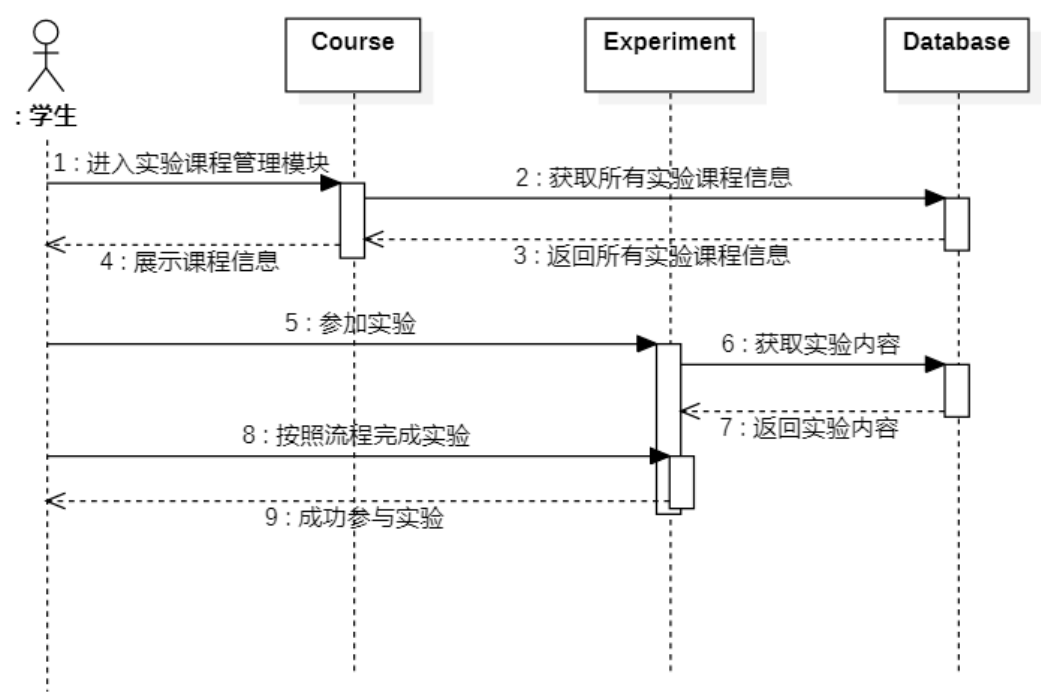 Course
Experiment
Database
: 学生
1 : 进入实验课程管理模块
2 : 获取所有实验课程信息
3 : 返回所有实验课程信息
4 : 展示课程信息
5 : 参加实验
6 : 获取实验内容
7 : 返回实验内容
8 : 按照流程完成实验
9 : 成功参与实验